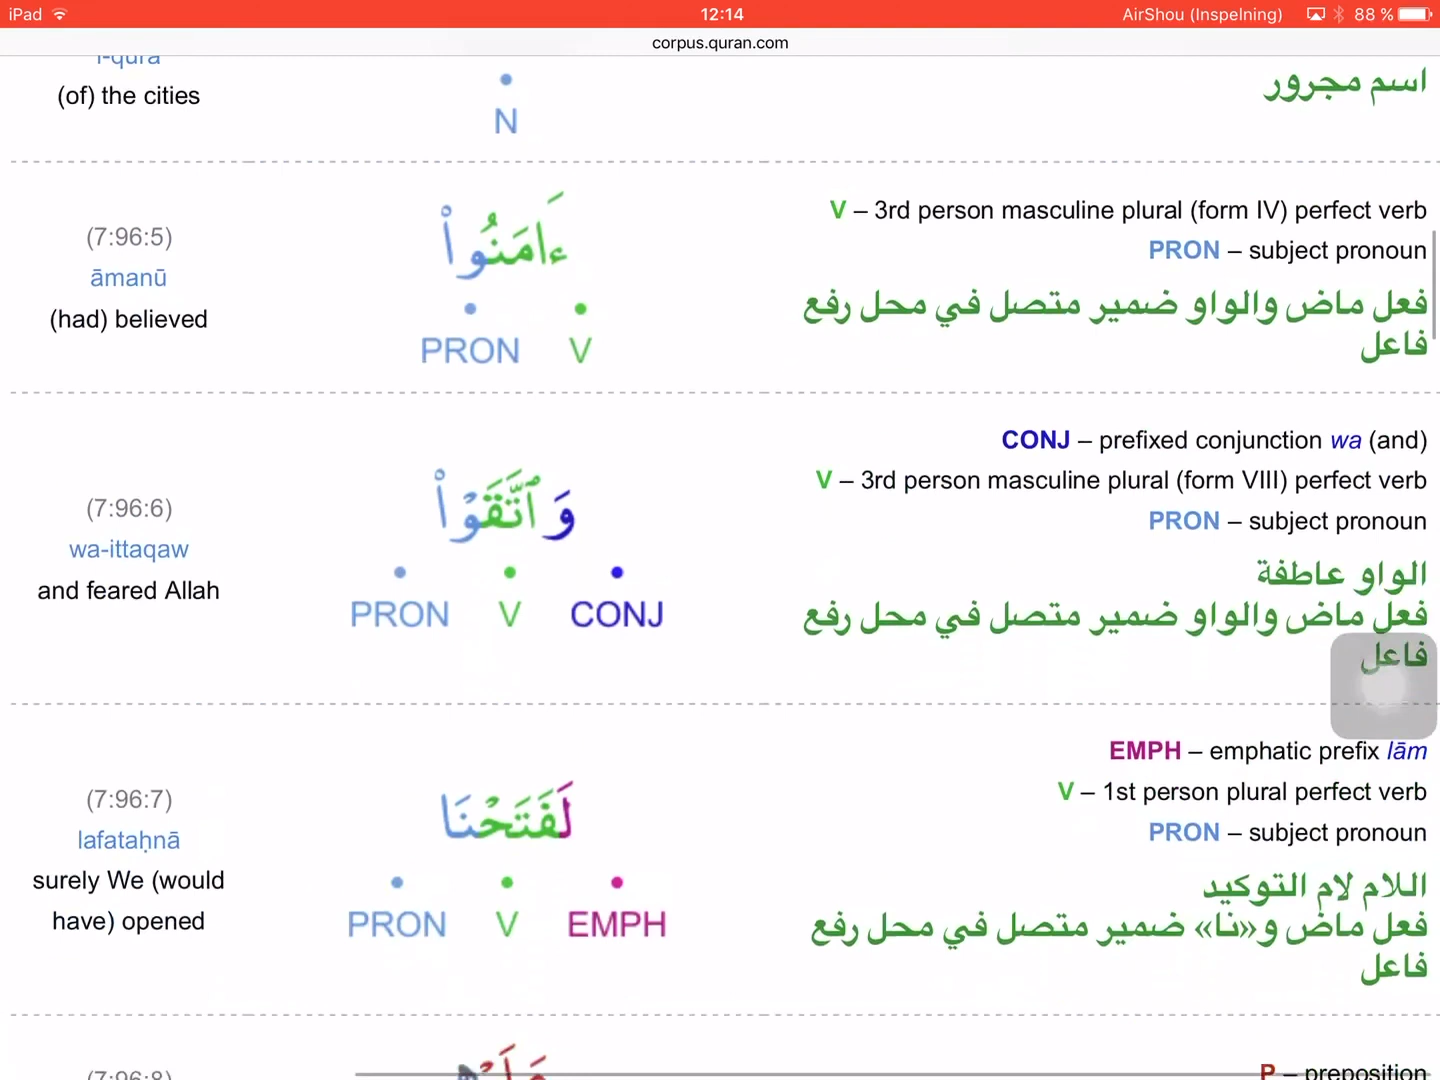 iPad 12:14 AirShou (Inspelning) 88 %
corpus.quran.com
l-qurā
(of) the cities
N
اسم مجرور
(7:96:5)
āmanū
(had) believed
ءَامَنُوا۟
PRON V
V – 3rd person masculine plural (form IV) perfect verb
PRON – subject pronoun
فعل ماض والواو ضمير متصل في محل رفع
فاعل
(7:96:6)
wa-ittaqaw
and feared Allah
وَٱتَّقَوْا۟
PRON V CONJ
CONJ – prefixed conjunction wa (and)
V – 3rd person masculine plural (form VIII) perfect verb
PRON – subject pronoun
الواو عاطفة
فعل ماض والواو ضمير متصل في محل رفع
فاعل
(7:96:7)
lafataḥnā
surely We (would
have) opened
لَفَتَحْنَا
PRON V EMPH
EMPH – emphatic prefix lām
V – 1st person plural perfect verb
PRON – subject pronoun
اللام لام التوكيد
فعل ماض و«نا» ضمير متصل في محل رفع
فاعل
(7:96:8)
P – preposition